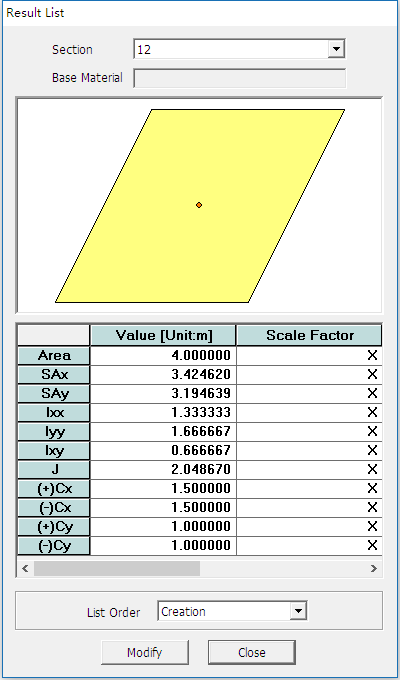 Result List
Section 12
Base Material
Value [Unit:m] Scale Factor
Area 4.000000 X
SAx 3.424620 X
SAy 3.194639 X
Ixx 1.333333 X
Iyy 1.666667 X
Ixy 0.666667 X
J 2.048670 X
(+)Cx 1.500000 X
(-)Cx 1.500000 X
(+)Cy 1.000000 X
(-)Cy 1.000000 X
List Order Creation
Modify Close